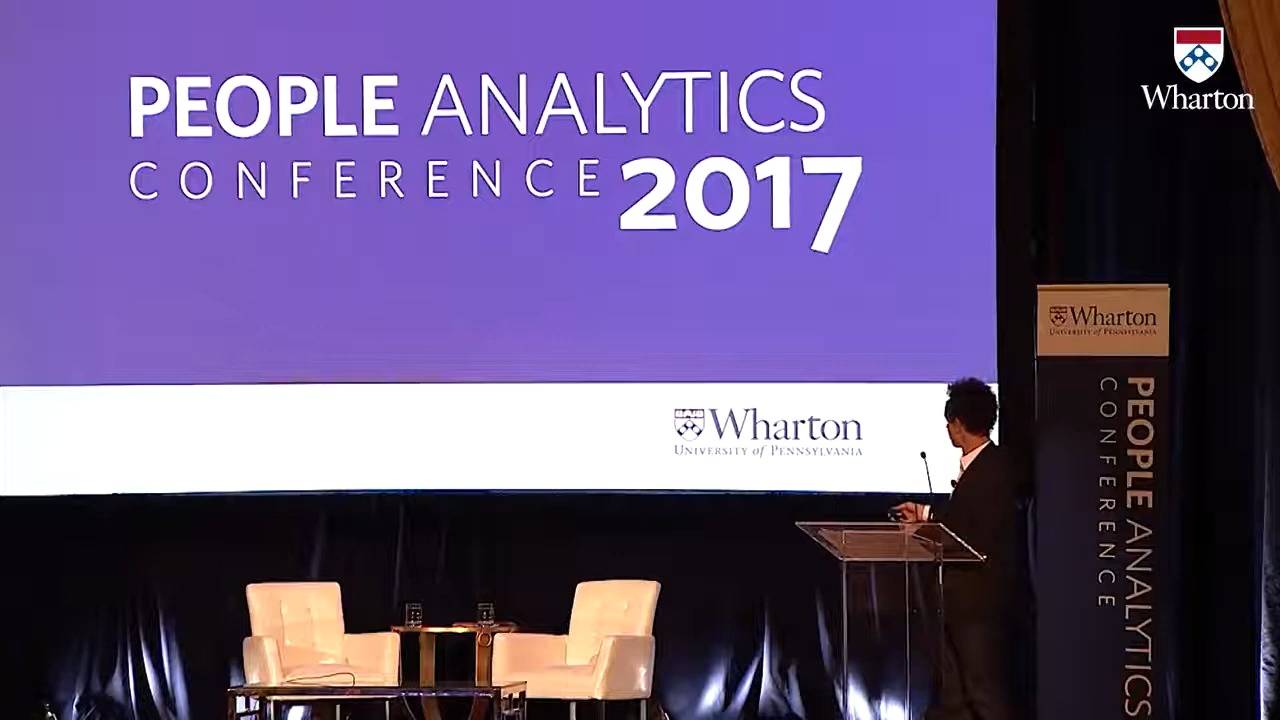 PEOPLE ANALYTICS
CONFERENCE 2017
Wharton
UNIVERSITY of PENNSYLVANIA
Wharton
Wharton
UNIVERSITY of PENNSYLVANIA
PEOPLE ANALYTICS
CONFERENCE